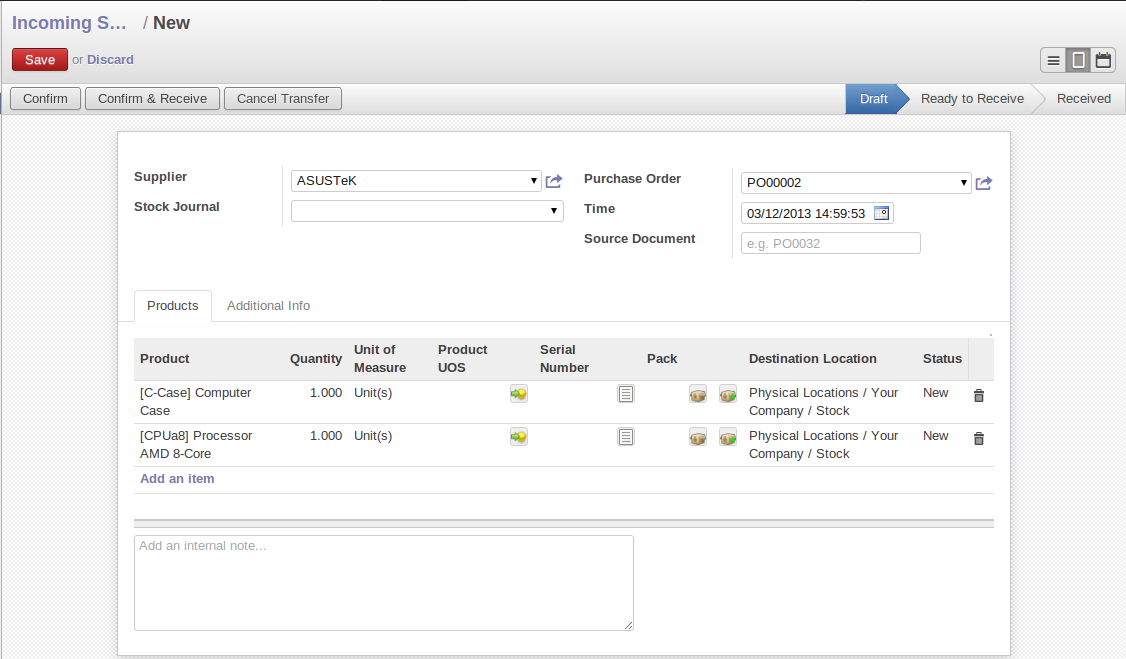 Incoming S... / New
Save or Discard
Confirm Confirm & Receive Cancel Transfer Draft Ready to Receive Received
Supplier ASUSTeK
Stock Journal
Purchase Order PO00002
Time 03/12/2013 14:59:53
Source Document e.g. PO0032
Products Additional Info
Product Quantity Unit of Measure Product UOS Serial Number Pack Destination Location Status
[C-Case] Computer 1.000 Unit(s) Physical Locations / Your New
Case Company / Stock
[CPUa8] Processor 1.000 Unit(s) Physical Locations / Your New
AMD 8-Core Company / Stock
Add an item
Add an internal note...